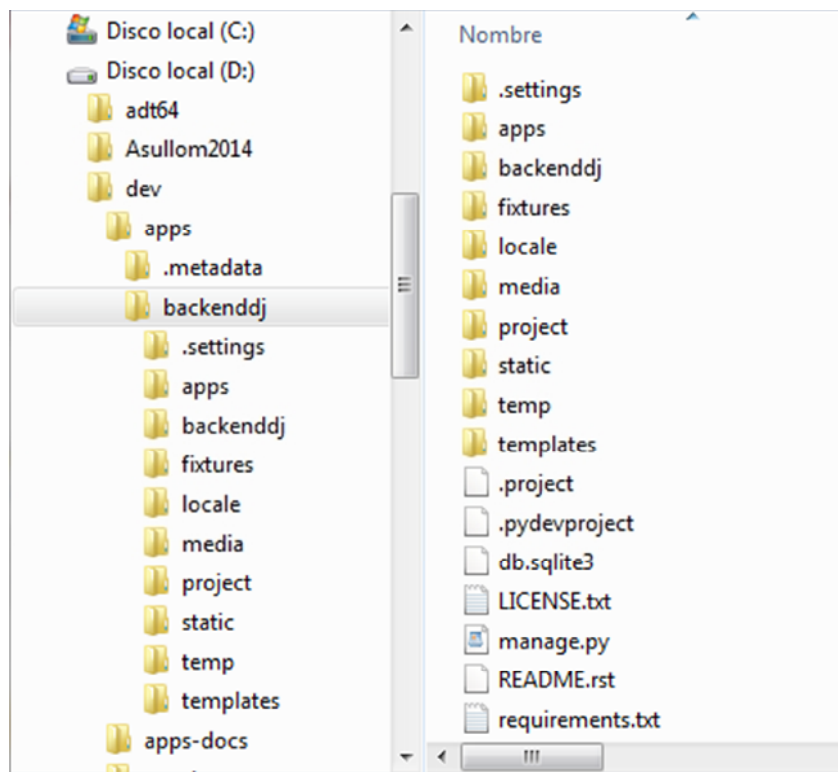 Disco local (C:)
Disco local (D:)
adt64
Asullom2014
dev
apps
.metadata
backenddj
.settings
apps
backenddj
fixtures
locale
media
project
static
temp
templates
apps-docs
Nombre
.settings
apps
backenddj
fixtures
locale
media
project
static
temp
templates
.project
.pydevproject
db.sqlite3
LICENSE.txt
manage.py
README.rst
requirements.txt